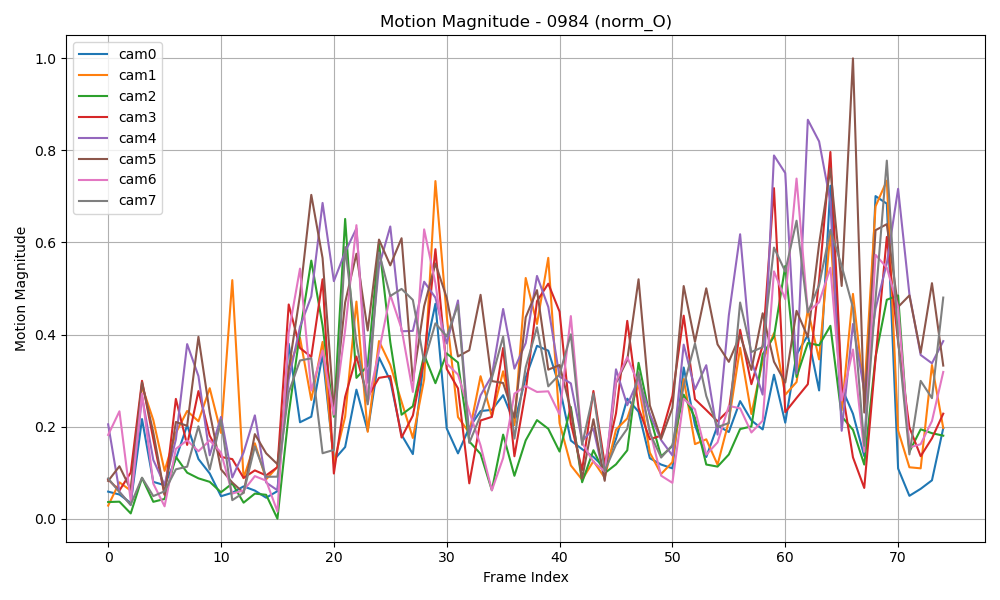 Motion Magnitude - 0984 (norm_O)
cam0
cam1
cam2
cam3
cam4
cam5
cam6
cam7
Motion Magnitude
1.0
0.8
0.6
0.4
0.2
0.0
0 10 20 30 40 50 60 70
Frame Index